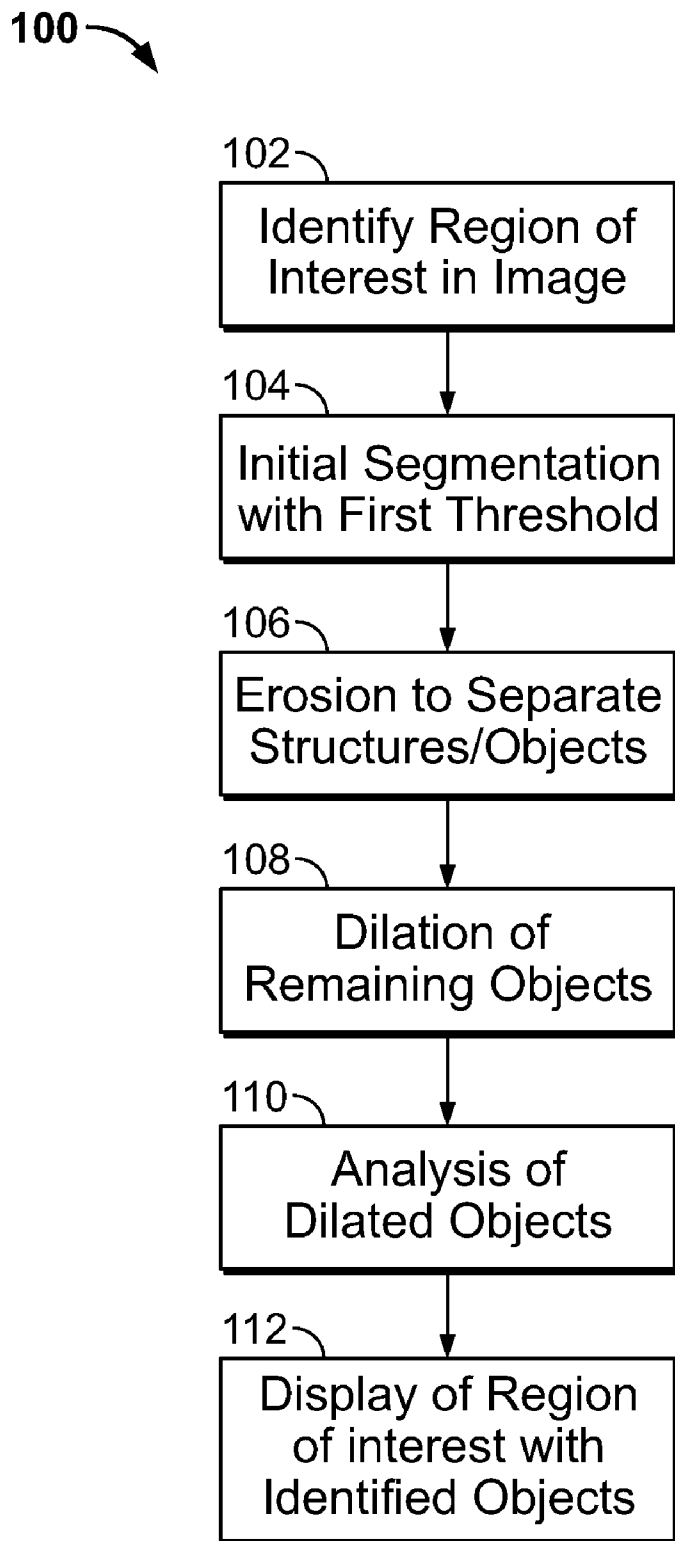 100
102
Identify Region of
Interest in Image
104
Initial Segmentation
with First Threshold
106
Erosion to Separate
Structures/Objects
108
Dilation of
Remaining Objects
110
Analysis of
Dilated Objects
112
Display of Region
of interest with
Identified Objects